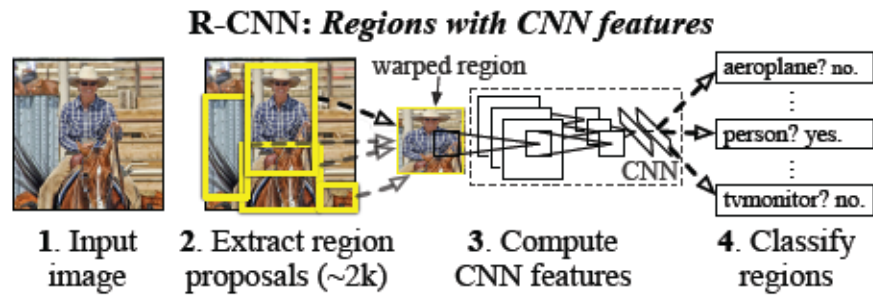 R-CNN: Regions with CNN features
warped region
aeroplane? no.
person? yes.
tvmonitor? no.
CNN
1. Input
image
2. Extract region
proposals (~2k)
3. Compute
CNN features
4. Classify
regions